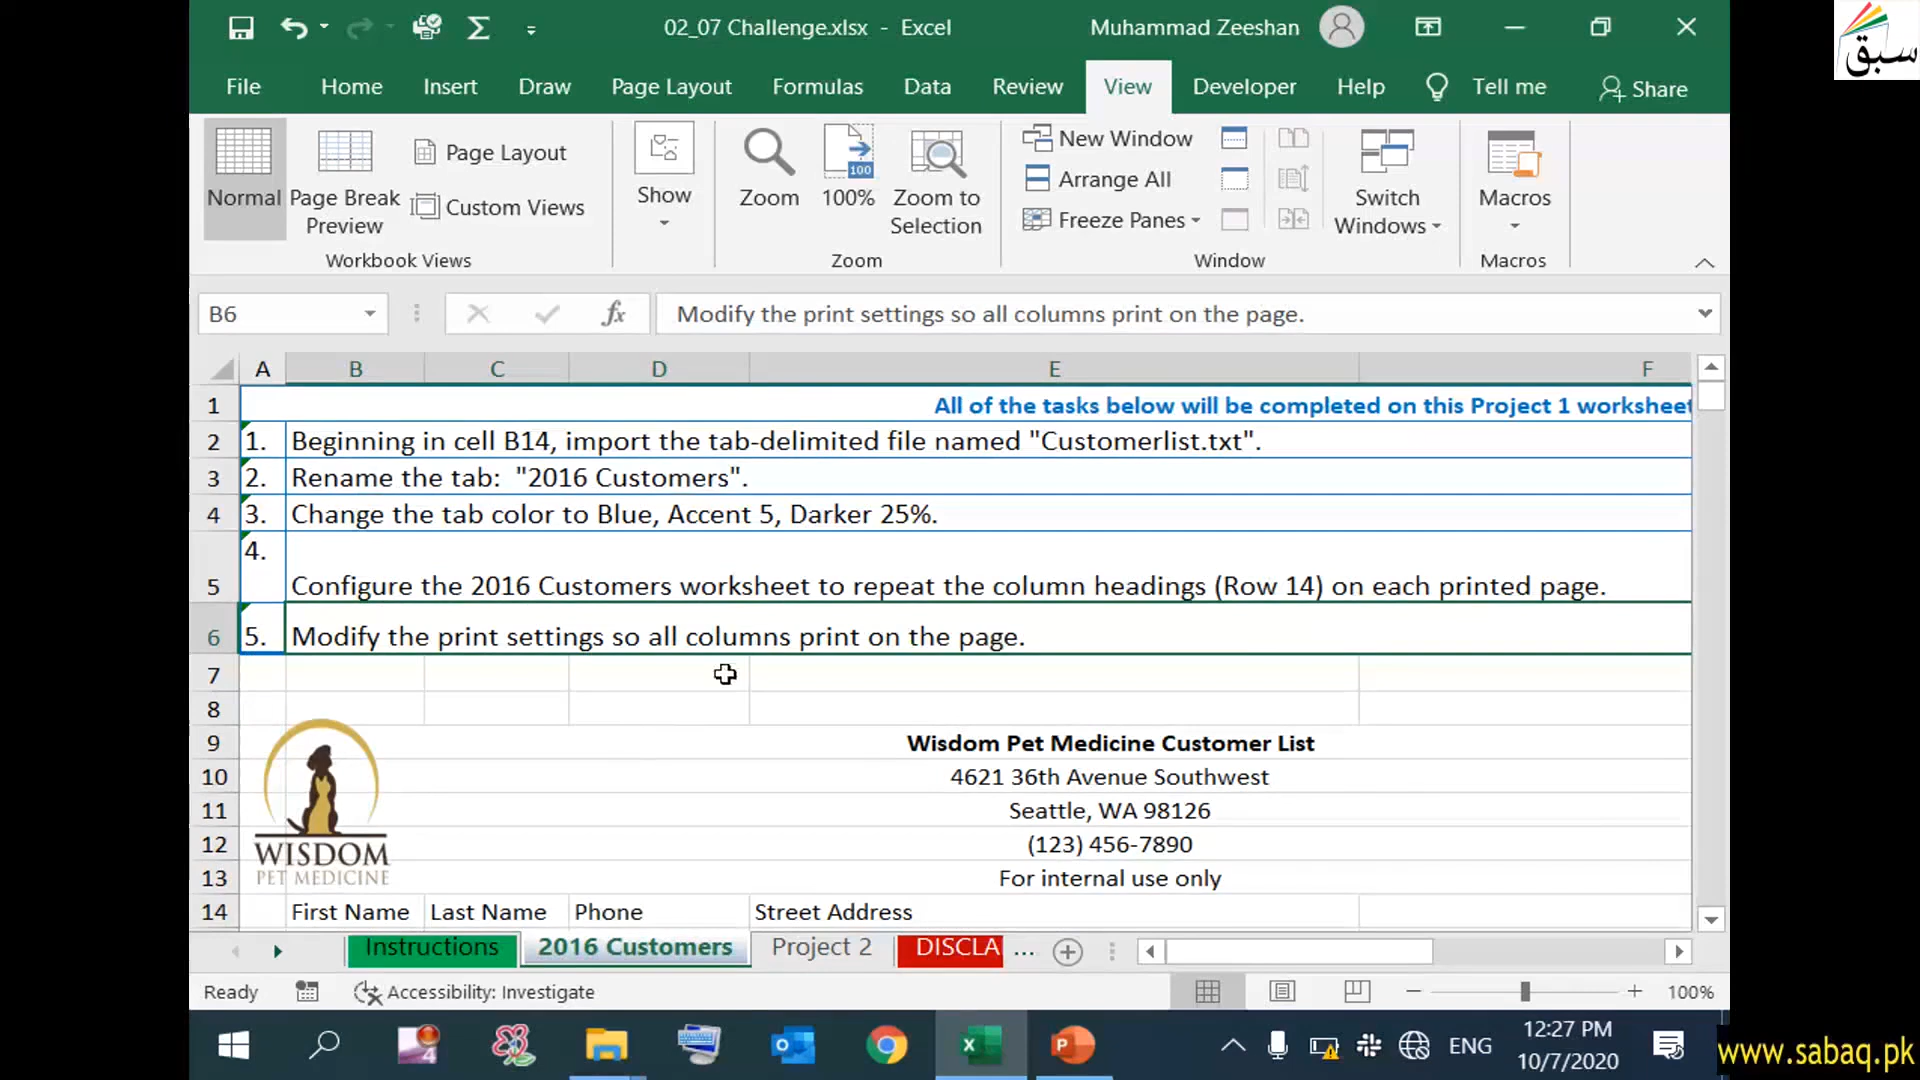 02_07 Challenge.xlsx - Excel
Muhammad Zeeshan
سبق
File Home Insert Draw Page Layout Formulas Data Review View Developer Help Tell me Share
Normal
Page Break Preview
Page Layout
Custom Views
Workbook Views
Show
Zoom
100
100%
Zoom to Selection
Zoom
New Window
Arrange All
Freeze Panes
Switch Windows
Window
Macros
Macros
B6
fx
Modify the print settings so all columns print on the page.
A B C D E F
1 All of the tasks below will be completed on this Project 1 worksheet
2 1. Beginning in cell B14, import the tab-delimited file named "Customerlist.txt".
3 2. Rename the tab: "2016 Customers".
4 3. Change the tab color to Blue, Accent 5, Darker 25%.
4.
5 Configure the 2016 Customers worksheet to repeat the column headings (Row 14) on each printed page.
6 5. Modify the print settings so all columns print on the page.
7
8
9 Wisdom Pet Medicine Customer List
10 4621 36th Avenue Southwest
11 Seattle, WA 98126
12 (123) 456-7890
13 For internal use only
WISDOM
PET MEDICINE
14 First Name Last Name Phone Street Address
Instructions 2016 Customers Project 2 DISCLA ...
Ready
Accessibility: Investigate
100%
4
ENG
12:27 PM
10/7/2020
www.sabaq.pk